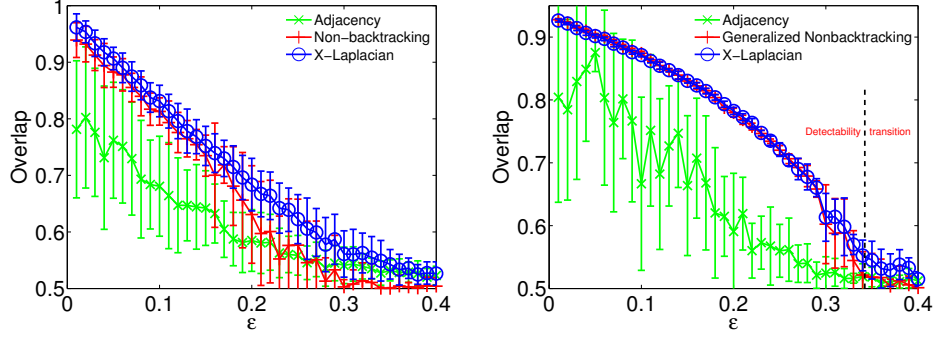 1
0.9
0.8
0.7
0.6
0.5
Overlap
0 0.1 0.2 0.3 0.4
ε
Adjacency
Non−backtracking
X−Laplacian
0.9
0.8
0.7
0.6
0.5
Overlap
0 0.1 0.2 0.3 0.4
ε
Adjacency
Generalized Nonbacktracking
X−Laplacian
Detectability transition